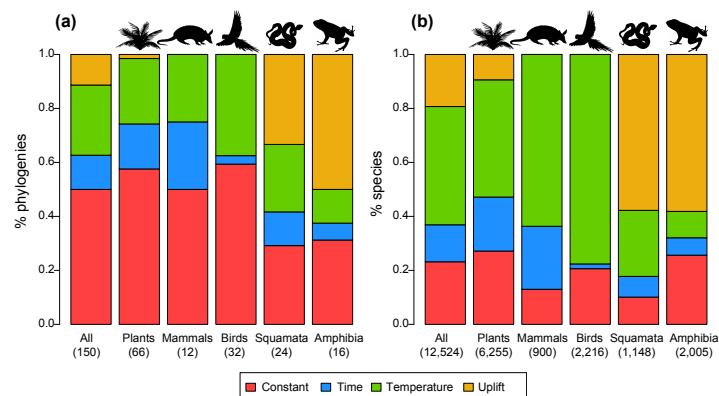 (a)
% phylogenies
1.0
0.8
0.6
0.4
0.2
0.0
All Plants Mammals Birds Squamata Amphibia
(150) (66) (12) (32) (24) (16)
(b)
% species
1.0
0.8
0.6
0.4
0.2
0.0
All Plants Mammals Birds Squamata Amphibia
(12,524) (6,255) (900) (2,216) (1,148) (2,005)
Constant Time Temperature Uplift